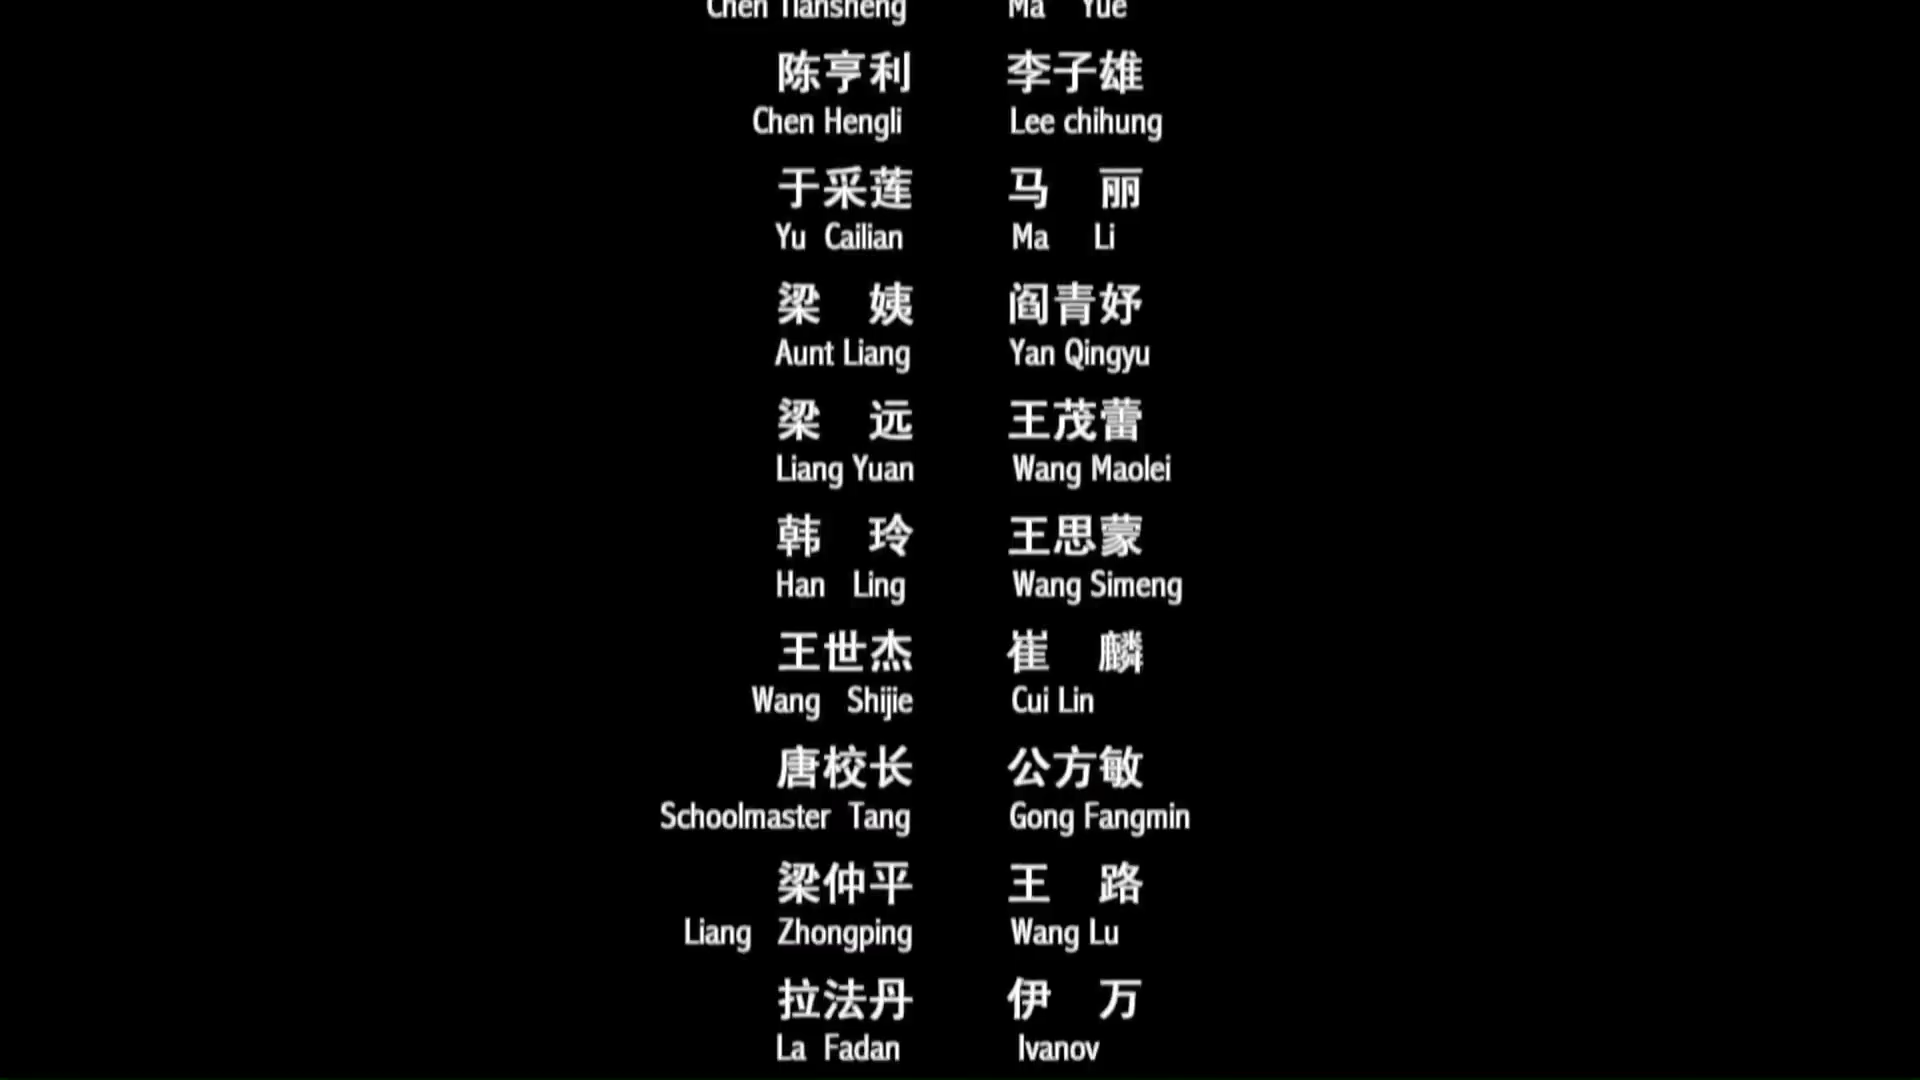 Chen Tiansheng Ma Yue
陈亨利 李子雄
Chen Hengli Lee chihung
于采莲 马 丽
Yu Cailian Ma Li
梁 姨 阎青妤
Aunt Liang Yan Qingyu
梁 远 王茂蕾
Liang Yuan Wang Maolei
韩 玲 王思蒙
Han Ling Wang Simeng
王世杰 崔 麟
Wang Shijie Cui Lin
唐校长 公方敏
Schoolmaster Tang Gong Fangmin
梁仲平 王 路
Liang Zhongping Wang Lu
拉法丹 伊 万
La Fadan Ivanov